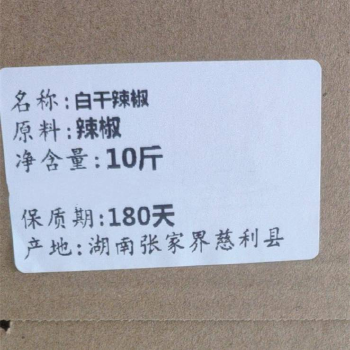 名称:白干辣椒
原料:辣椒
净含量:10斤
保质期:180天
产地:湖南张家界慈利县